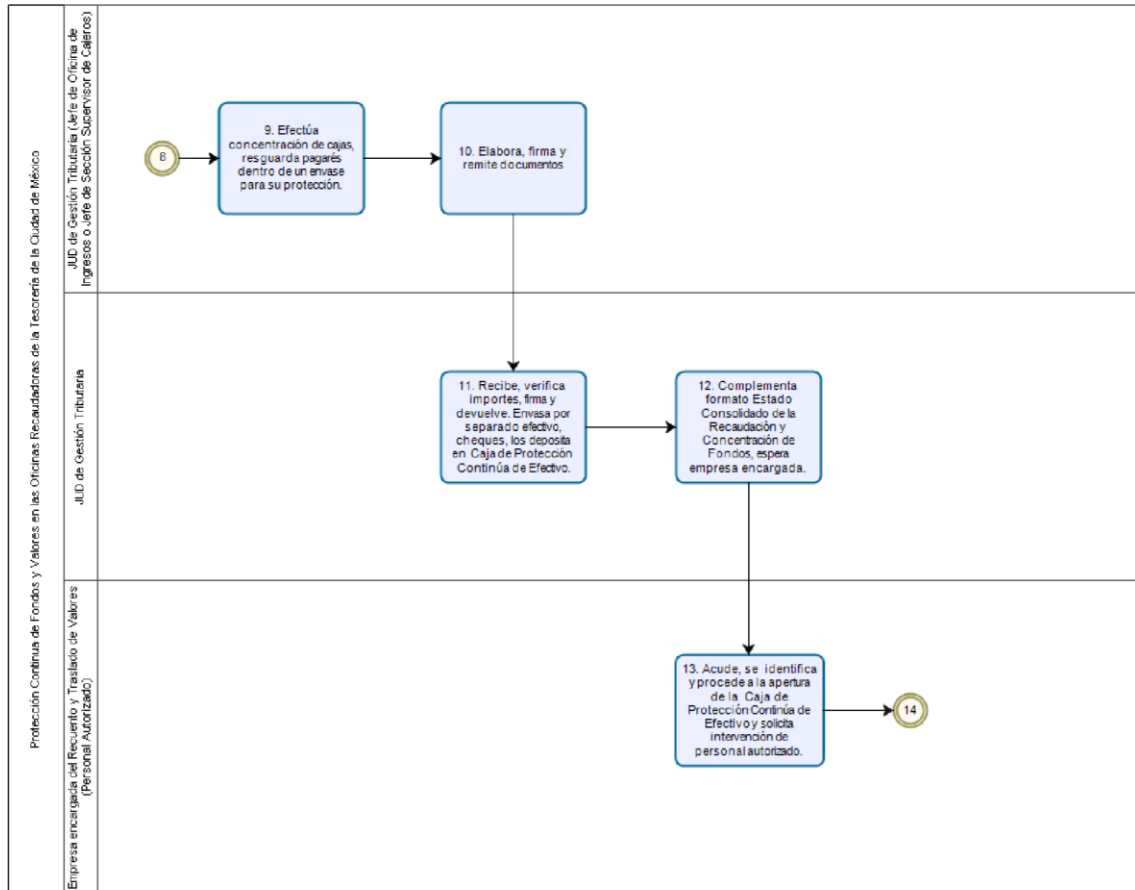 Protección Continua de Fondos y Valores en las Oficinas Recaudadoras de la Tesorería de la Ciudad de México
JUD de Gestión Tributaria (Jefe de Oficina de
Ingresos o Jefe de Sección Supervisor de Cajeros)
8
9. Efectúa
concentración de cajas,
resguarda pagarés
dentro de un envase
para su protección.
10. Elabora, firma y
remite documentos
JUD de Gestión Tributaria
11. Recibe, verifica
importes, firma y
devuelve. Envasa por
separado efectivo,
cheques, los deposita
en Caja de Protección
Continúa de Efectivo.
12. Complementa
formato Estado
Consolidado de la
Recaudación y
Concentración de
Fondos, espera
empresa encargada.
Empresa encargada del Recuento y Traslado de Valores
(Personal Autorizado)
13. Acude, se identifica
y procede a la apertura
de la Caja de
Protección Continúa de
Efectivo y solicita
intervención de
personal autorizado.
14